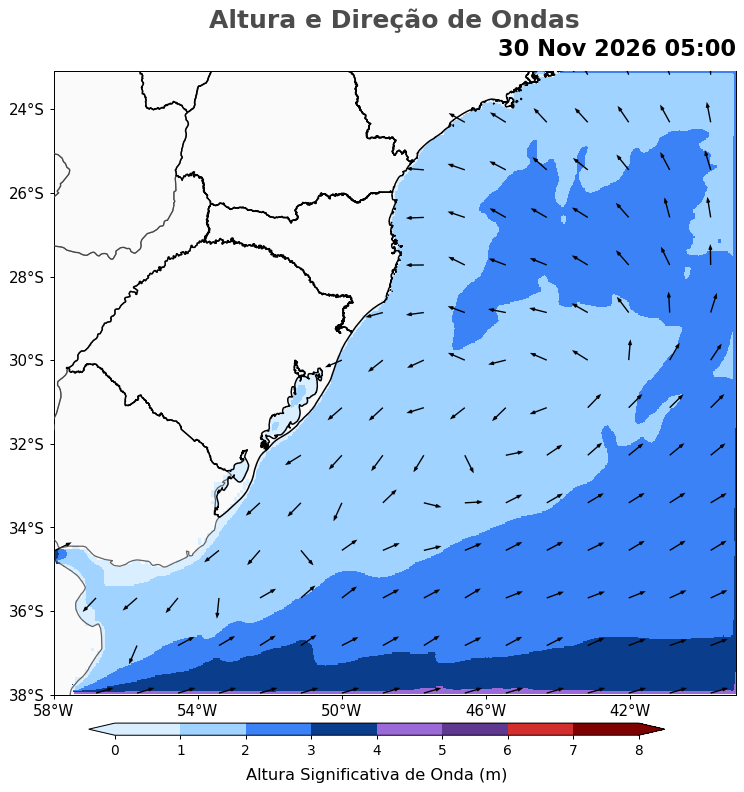 Altura e Direção de Ondas
30 Nov 2026 05:00
24°S
26°S
28°S
30°S
32°S
34°S
36°S
38°S
58°W 54°W 50°W 46°W 42°W
0 1 2 3 4 5 6 7 8
Altura Significativa de Onda (m)